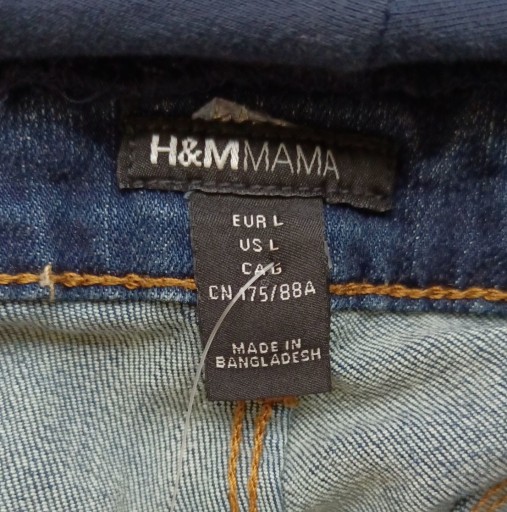 H&MMAMA
EUR L
US L
CA G
CN 175/88A
MADE IN
BANGLADESH